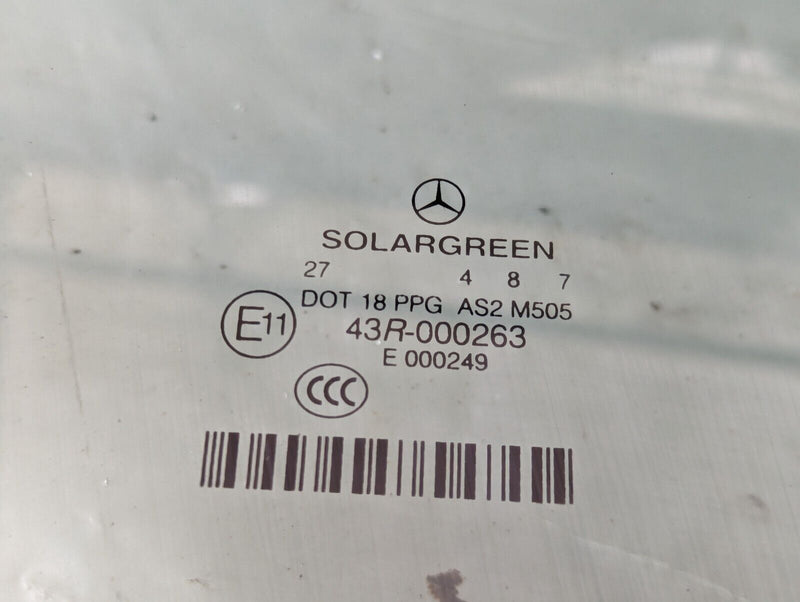 SOLARGREEN
27 4 8 7
DOT 18 PPG AS2 M505
E11 43R-000263
E 000249
CCC